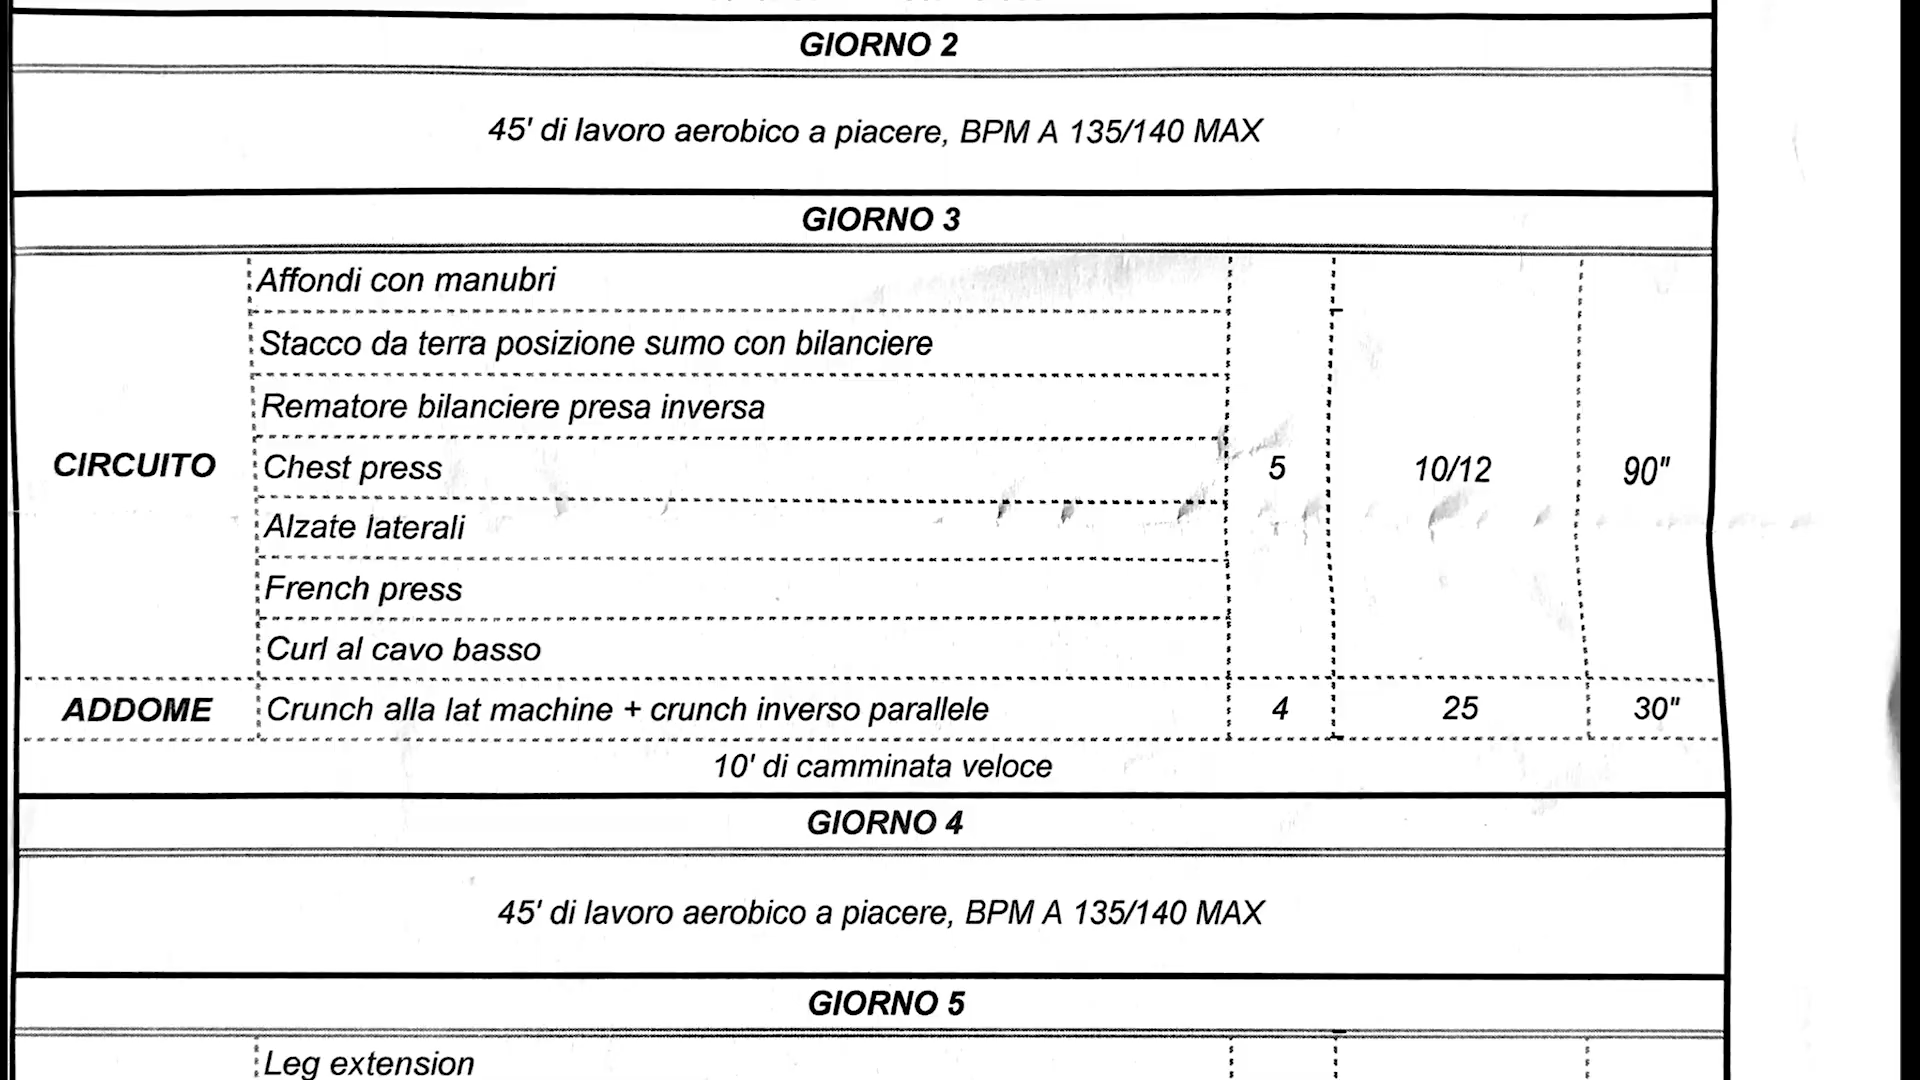 GIORNO 2
45' di lavoro aerobico a piacere, BPM A 135/140 MAX
GIORNO 3
Affondi con manubri
Stacco da terra posizione sumo con bilanciere
Rematore bilanciere presa inversa
CIRCUITO Chest press 5 10/12 90"
Alzate laterali
French press
Curl al cavo basso
ADDOME Crunch alla lat machine + crunch inverso parallele 4 25 30"
10' di camminata veloce
GIORNO 4
45' di lavoro aerobico a piacere, BPM A 135/140 MAX
GIORNO 5
Leg extension